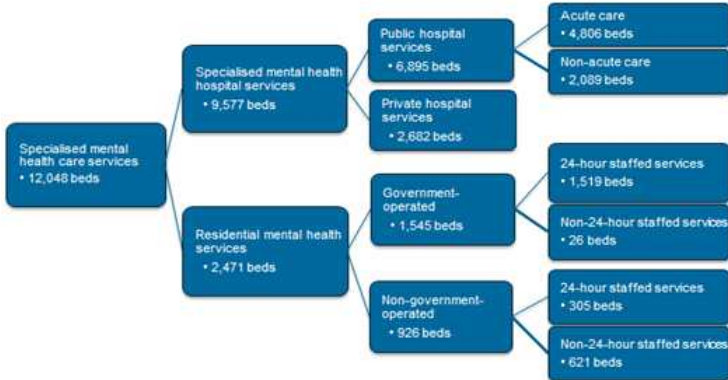 Specialised mental
health care services
• 12,048 beds
Specialised mental health
hospital services
• 9,577 beds
Public hospital
services
• 6,895 beds
Acute care
• 4,806 beds
Non-acute care
• 2,089 beds
Private hospital
services
• 2,682 beds
Residential mental health
services
• 2,471 beds
Government-
operated
• 1,545 beds
24-hour staffed services
• 1,519 beds
Non-24-hour staffed services
• 26 beds
Non-government-
operated
• 926 beds
24-hour staffed services
• 305 beds
Non-24-hour staffed services
• 621 beds